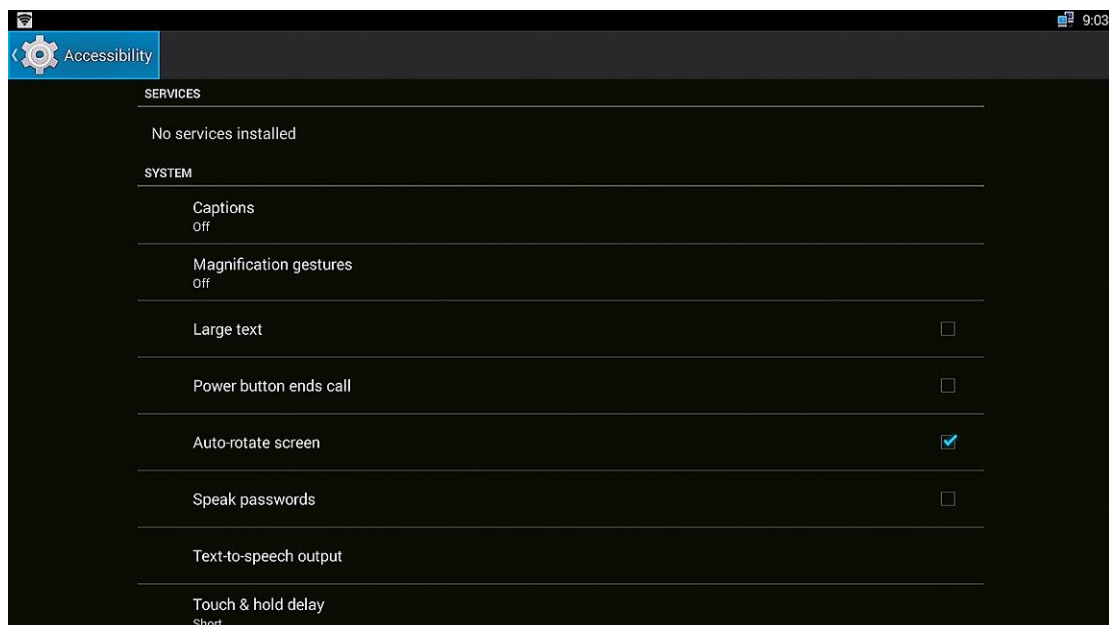 9:03
Accessibility
SERVICES
No services installed
SYSTEM
Captions
Off
Magnification gestures
Off
Large text
Power button ends call
Auto-rotate screen
Speak passwords
Text-to-speech output
Touch & hold delay
Short